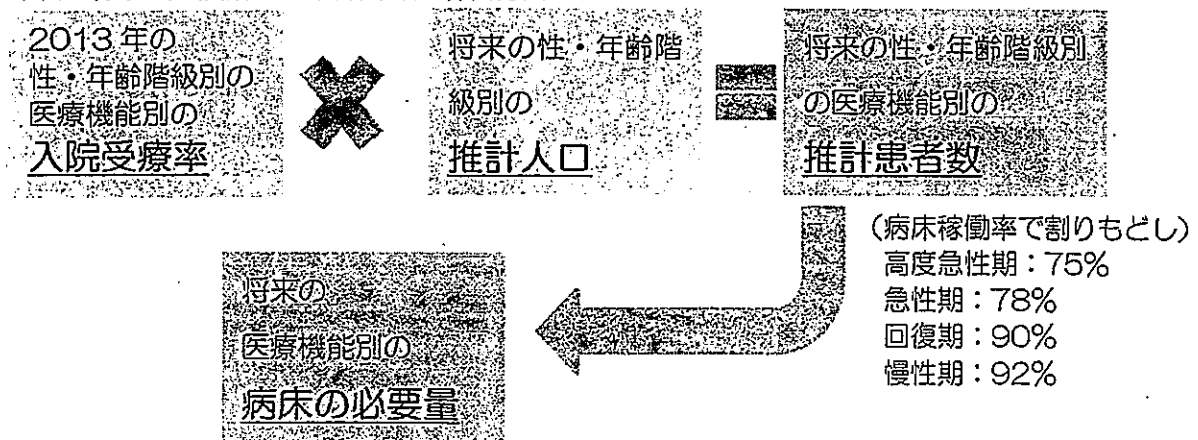 2013年の
性・年齢階級別の
医療機能別の
入院受療率
将来の性・年齢階
級別の
推計人口
将来の性・年齢階級別
の医療機能別の
推計患者数
(病床稼働率で割りもどし)
高度急性期:75%
急性期:78%
回復期:90%
慢性期:92%
将来の
医療機能別の
病床の必要量